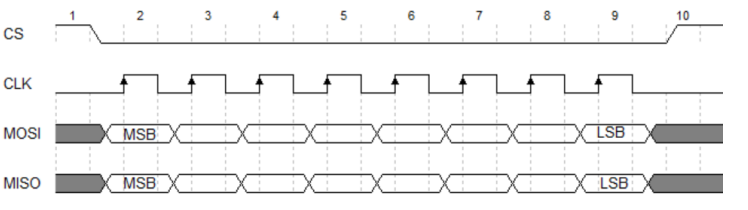 1 2 3 4 5 6 7 8 9 10
CS
CLK
MOSI MSB LSB
MISO MSB LSB